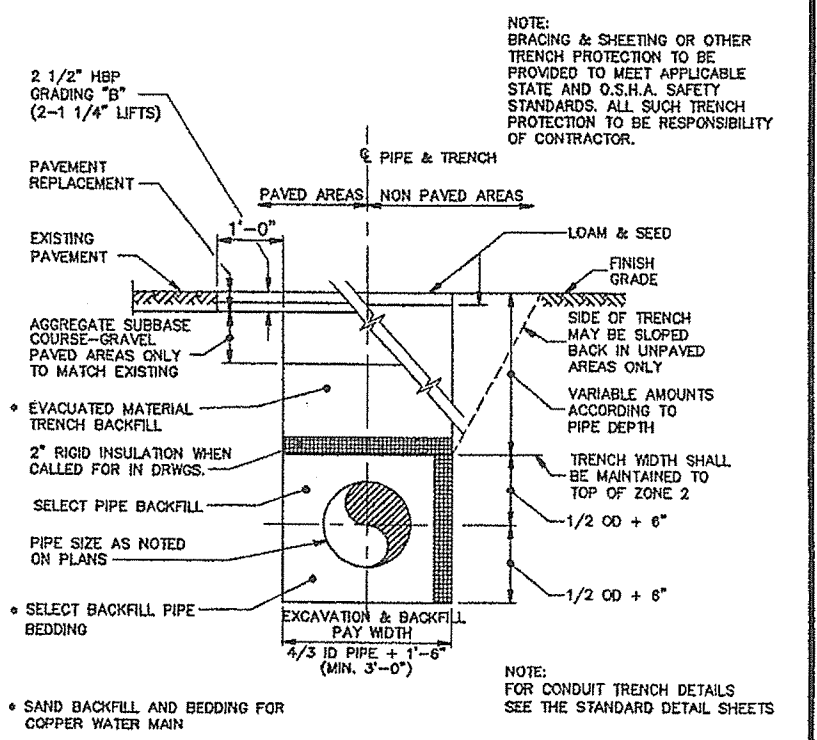 NOTE:
BRACING & SHEETING OR OTHER
TRENCH PROTECTION TO BE
PROVIDED TO MEET APPLICABLE
STATE AND O.S.H.A. SAFETY
STANDARDS. ALL SUCH TRENCH
PROTECTION TO BE RESPONSIBILITY
OF CONTRACTOR.
2 1/2" HBP
GRADING "B"
(2-1 1/4" LIFTS)
℄ PIPE & TRENCH
PAVEMENT
REPLACEMENT
PAVED AREAS
NON PAVED AREAS
1'-0"
EXISTING
PAVEMENT
LOAM & SEED
FINISH
GRADE
AGGREGATE SUBBASE
COURSE-GRAVEL
PAVED AREAS ONLY
TO MATCH EXISTING
SIDE OF TRENCH
MAY BE SLOPED
BACK IN UNPAVED
AREAS ONLY
* EVACUATED MATERIAL
TRENCH BACKFILL
VARIABLE AMOUNTS
ACCORDING TO
PIPE DEPTH
2" RIGID INSULATION WHEN
CALLED FOR IN DRWGS.
TRENCH WIDTH SHALL
BE MAINTAINED TO
TOP OF ZONE 2
SELECT PIPE BACKFILL
1/2 OD + 6"
PIPE SIZE AS NOTED
ON PLANS
1/2 OD + 6"
* SELECT BACKFILL PIPE
BEDDING
EXCAVATION & BACKFILL
PAY WIDTH
4/3 ID PIPE + 1'-6"
(MIN. 3'-0")
NOTE:
FOR CONDUIT TRENCH DETAILS
SEE THE STANDARD DETAIL SHEETS
* SAND BACKFILL AND BEDDING FOR
COPPER WATER MAIN